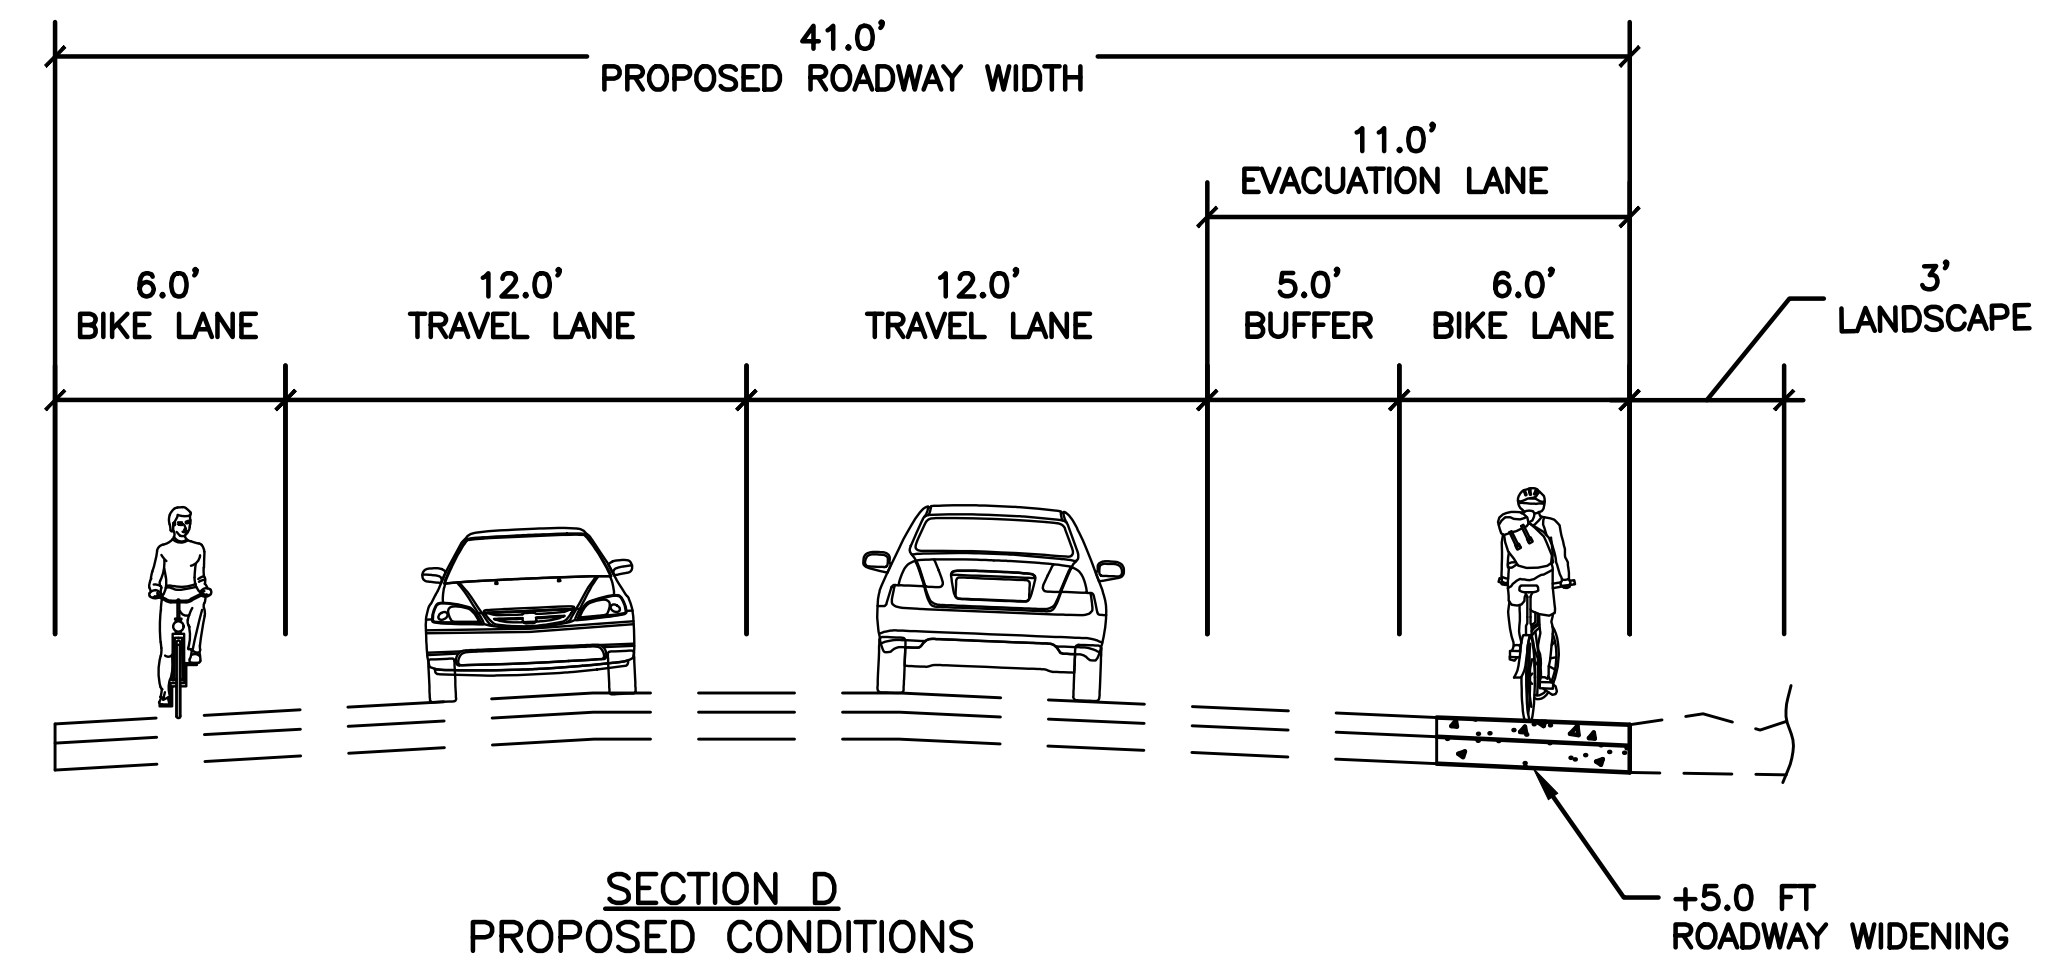 41.0'
PROPOSED ROADWAY WIDTH
11.0'
EVACUATION LANE
6.0'
BIKE LANE
12.0'
TRAVEL LANE
12.0'
TRAVEL LANE
5.0'
BUFFER
6.0'
BIKE LANE
3'
LANDSCAPE
+5.0 FT
ROADWAY WIDENING
SECTION D
PROPOSED CONDITIONS